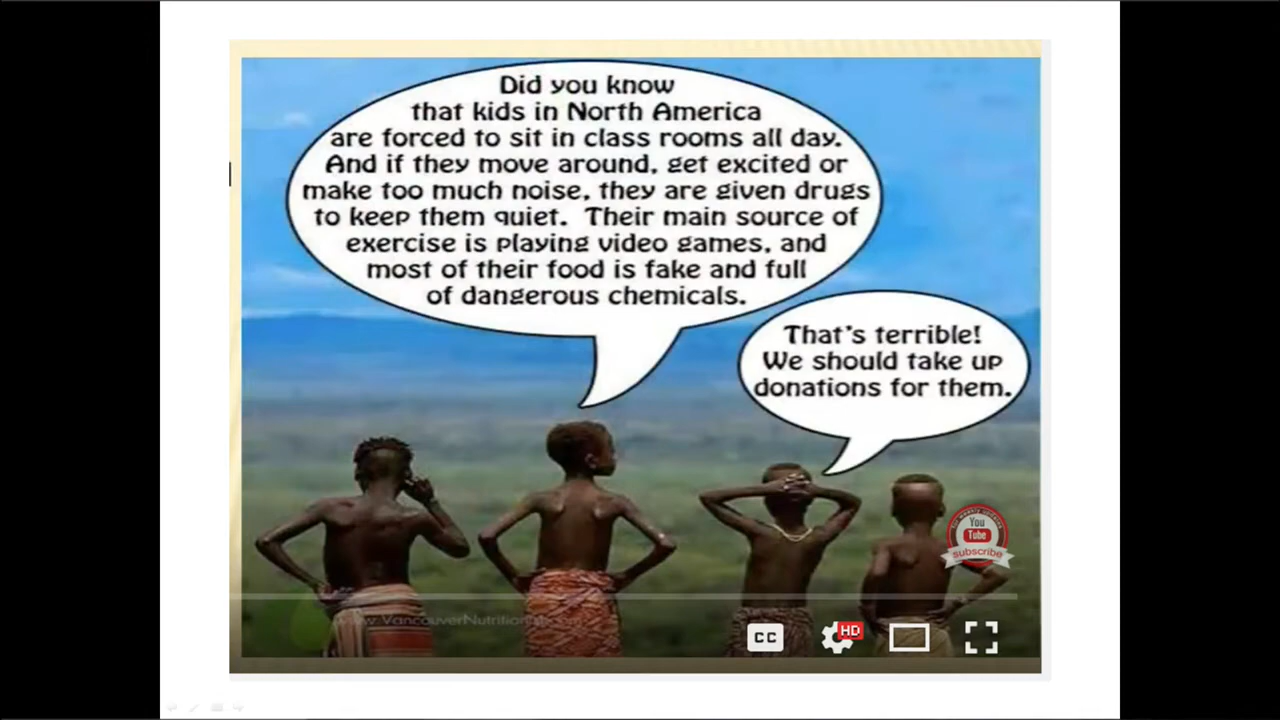 Did you know
that kids in North America
are forced to sit in class rooms all day.
And if they move around, get excited or
make too much noise, they are given drugs
to keep them quiet. Their main source of
exercise is playing video games, and
most of their food is fake and full
of dangerous chemicals.
That's terrible!
We should take up
donations for them.
You
Tube
subscribe
CC
HD